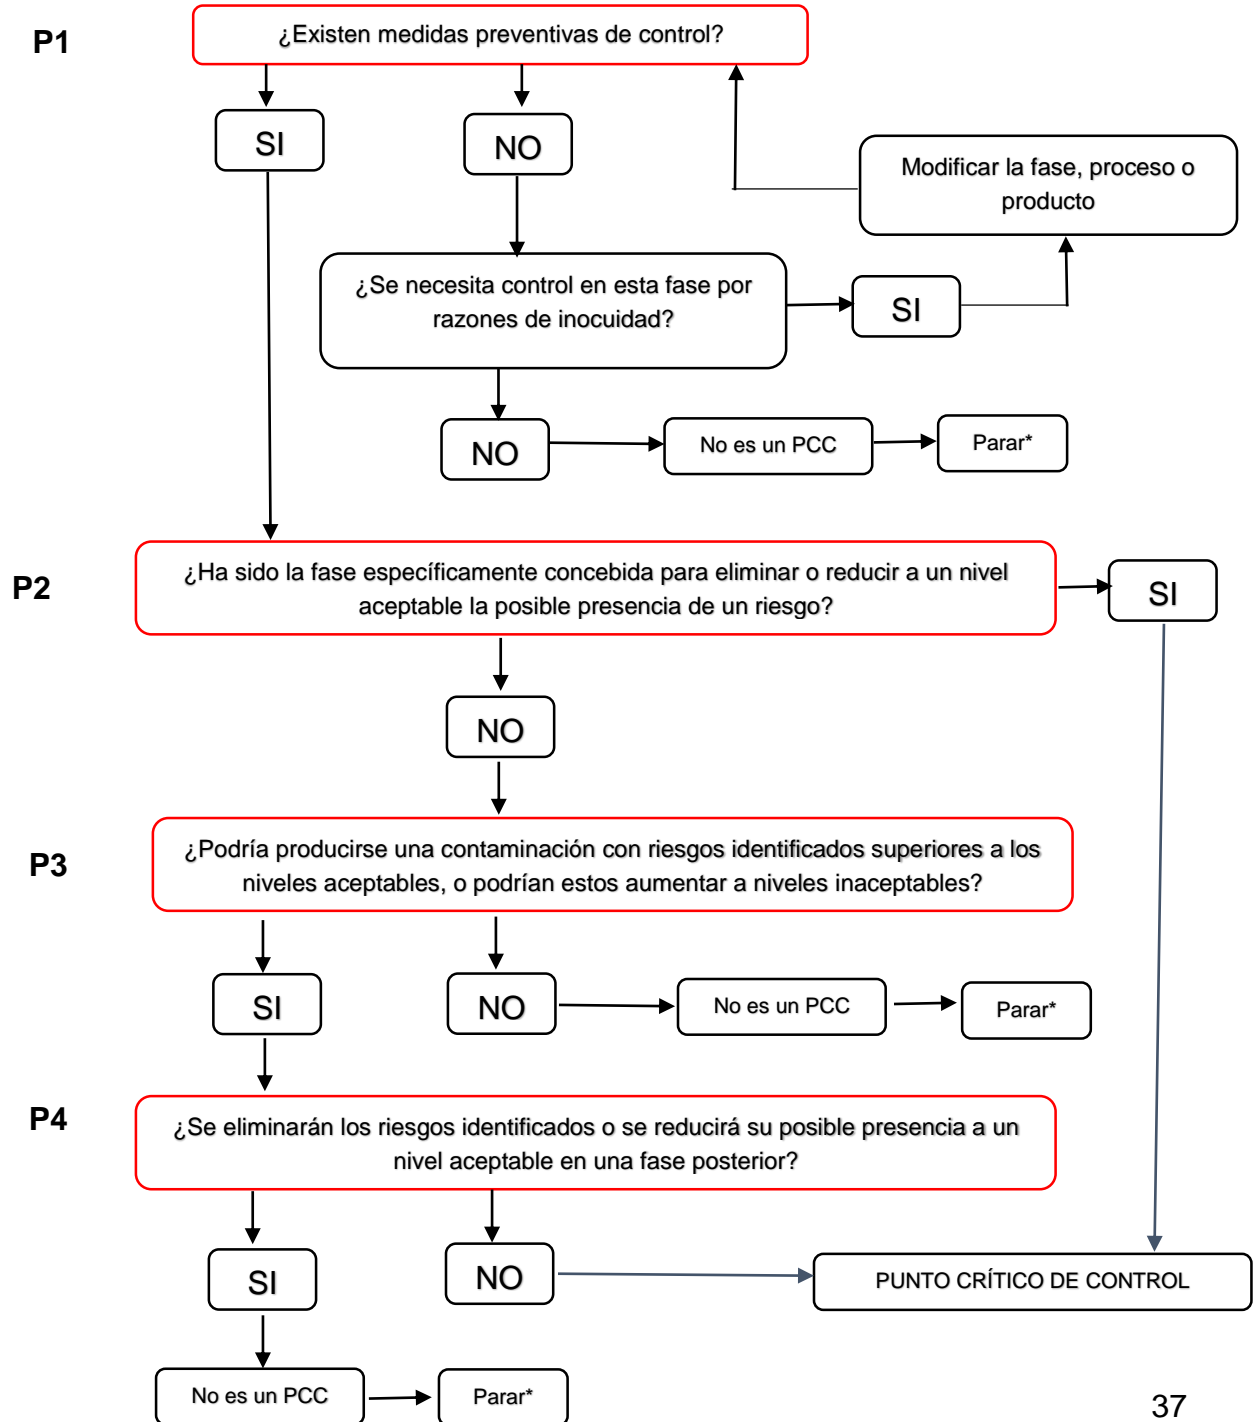 P1
¿Existen medidas preventivas de control?
SI
NO
Modificar la fase, proceso o
producto
¿Se necesita control en esta fase por
razones de inocuidad?
SI
NO
No es un PCC
Parar*
P2
¿Ha sido la fase específicamente concebida para eliminar o reducir a un nivel
aceptable la posible presencia de un riesgo?
SI
NO
P3
¿Podría producirse una contaminación con riesgos identificados superiores a los
niveles aceptables, o podrían estos aumentar a niveles inaceptables?
SI
NO
No es un PCC
Parar*
P4
¿Se eliminarán los riesgos identificados o se reducirá su posible presencia a un
nivel aceptable en una fase posterior?
SI
NO
PUNTO CRÍTICO DE CONTROL
No es un PCC
Parar*
37